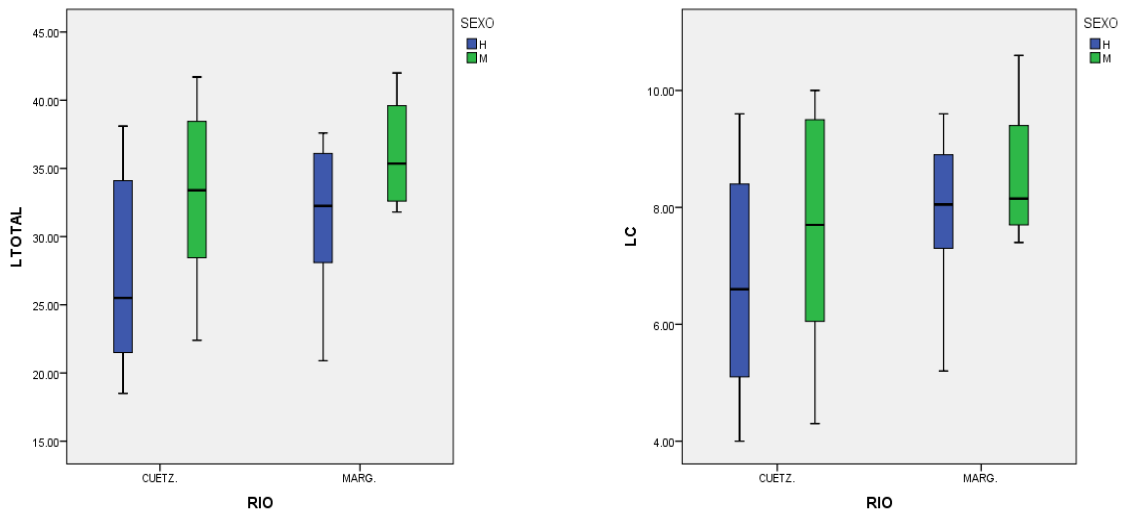 SEXO
H
M
LTOTAL
45.00
40.00
35.00
30.00
25.00
20.00
15.00
CUETZ.
MARG.
RIO
SEXO
H
M
LC
10.00
8.00
6.00
4.00
CUETZ.
MARG.
RIO